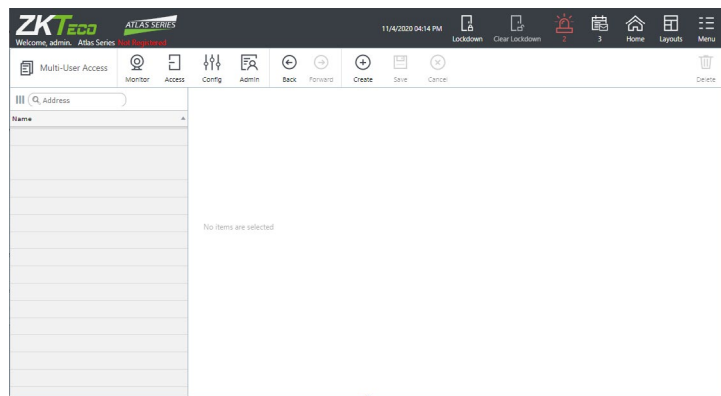 ZKTeco ATLAS SERIES
Welcome, admin. Atlas Series Not Registered
11/4/2020 04:14 PM
Lockdown Clear Lockdown 2 3 Home Layouts Menu
Multi-User Access Monitor Access Config Admin Back Forward Create Save Cancel Delete
Address
Name
No items are selected